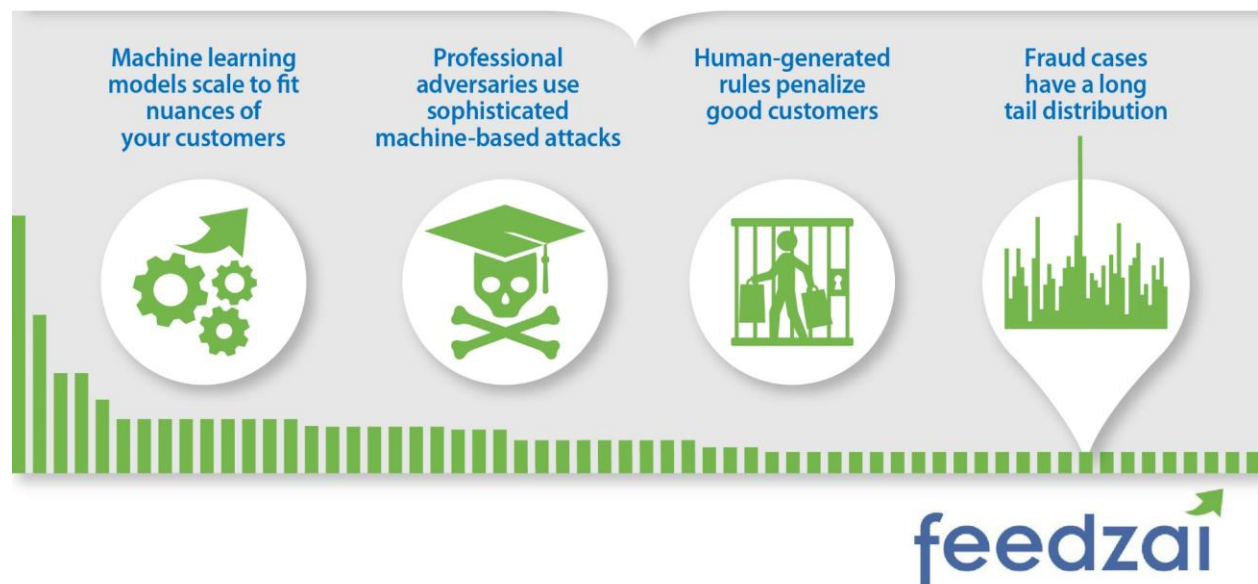 Machine learning
models scale to fit
nuances of
your customers
Professional
adversaries use
sophisticated
machine-based attacks
Human-generated
rules penalize
good customers
Fraud cases
have a long
tail distribution
feedzai